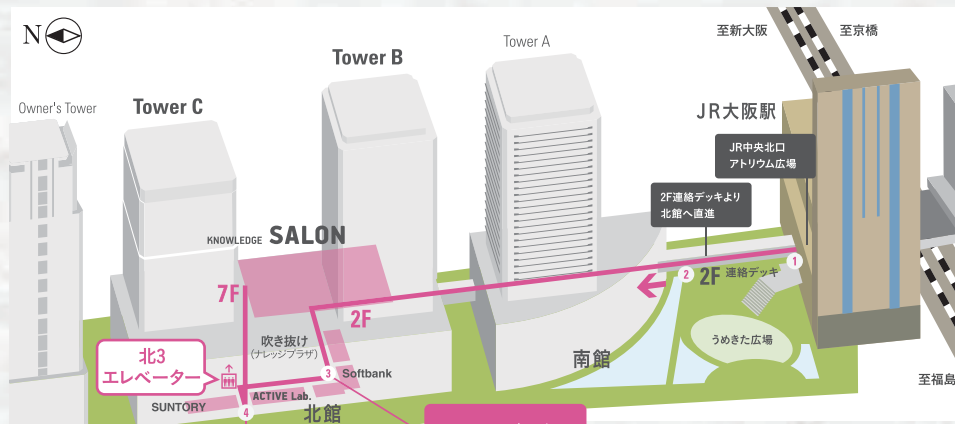 N
至新大阪
至京橋
Tower A
Tower B
Owner's Tower
Tower C
JR大阪駅
JR中央北口
アトリウム広場
2F連絡デッキより
北館へ直進
KNOWLEDGE SALON
1
2
2F 連絡デッキ
7F
2F
吹き抜け
(ナレッジプラザ)
うめきた広場
北3
エレベーター
3
Softbank
南館
至福島
ACTIVE Lab.
SUNTORY
4
北館